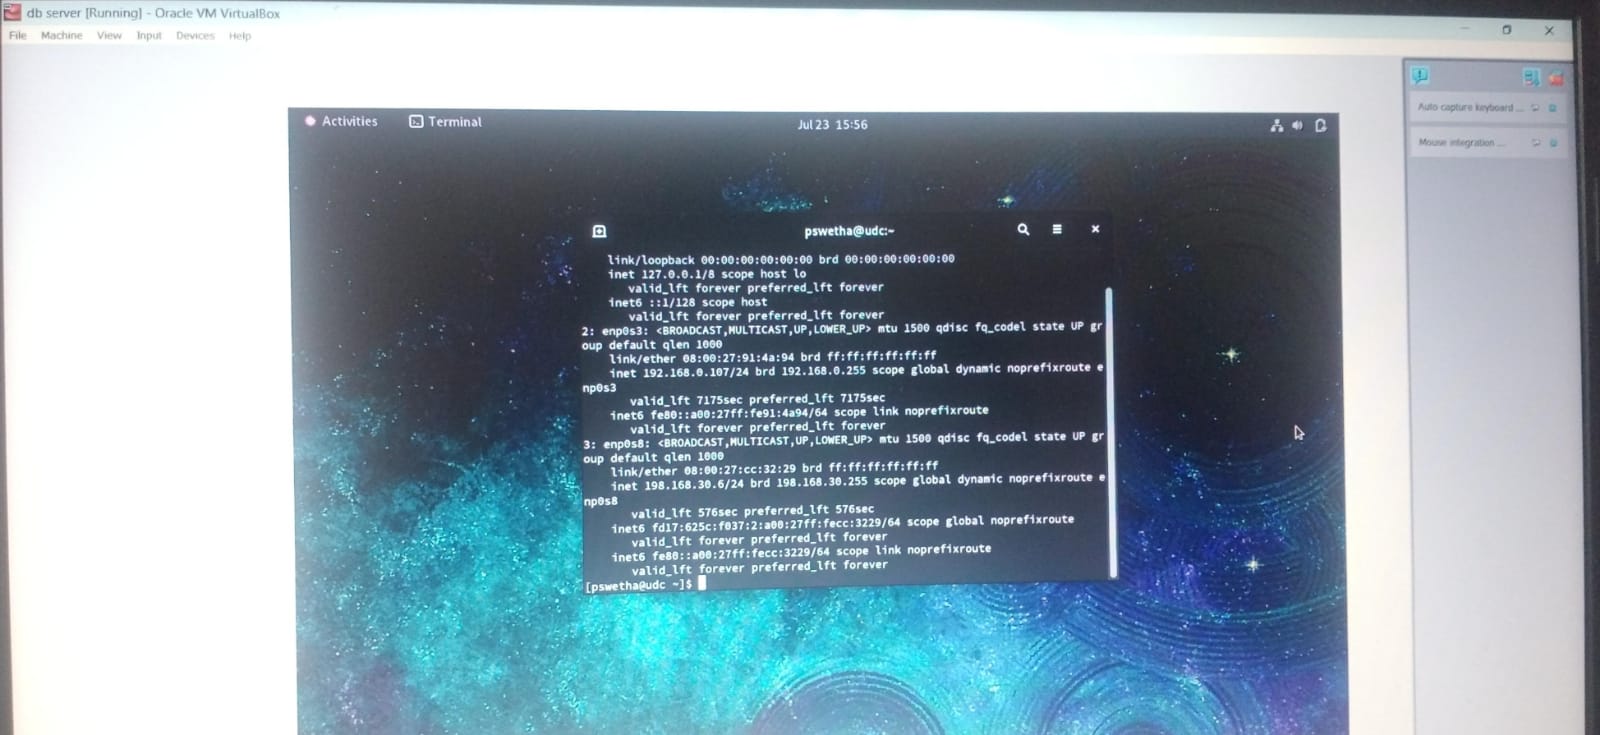 db server [Running] - Oracle VM VirtualBox
File Machine View Input Devices Help
Auto capture keyboard ...
Mouse integration ...
Activities Terminal Jul 23 15:56
pswetha@udc:~
link/loopback 00:00:00:00:00:00 brd 00:00:00:00:00:00
inet 127.0.0.1/8 scope host lo
valid_lft forever preferred_lft forever
inet6 ::1/128 scope host
valid_lft forever preferred_lft forever
2: enp0s3: <BROADCAST,MULTICAST,UP,LOWER_UP> mtu 1500 qdisc fq_codel state UP gr
oup default qlen 1000
link/ether 08:00:27:91:4a:94 brd ff:ff:ff:ff:ff:ff
inet 192.168.0.107/24 brd 192.168.0.255 scope global dynamic noprefixroute e
np0s3
valid_lft 7175sec preferred_lft 7175sec
inet6 fe80::a00:27ff:fe91:4a94/64 scope link noprefixroute
valid_lft forever preferred_lft forever
3: enp0s8: <BROADCAST,MULTICAST,UP,LOWER_UP> mtu 1500 qdisc fq_codel state UP gr
oup default qlen 1000
link/ether 08:00:27:cc:32:29 brd ff:ff:ff:ff:ff:ff
inet 198.168.30.6/24 brd 198.168.30.255 scope global dynamic noprefixroute e
np0s8
valid_lft 576sec preferred_lft 576sec
inet6 fd17:625c:f037:2:a00:27ff:fecc:3229/64 scope global noprefixroute
valid_lft forever preferred_lft forever
inet6 fe80::a00:27ff:fecc:3229/64 scope link noprefixroute
valid_lft forever preferred_lft forever
[pswetha@udc ~]$